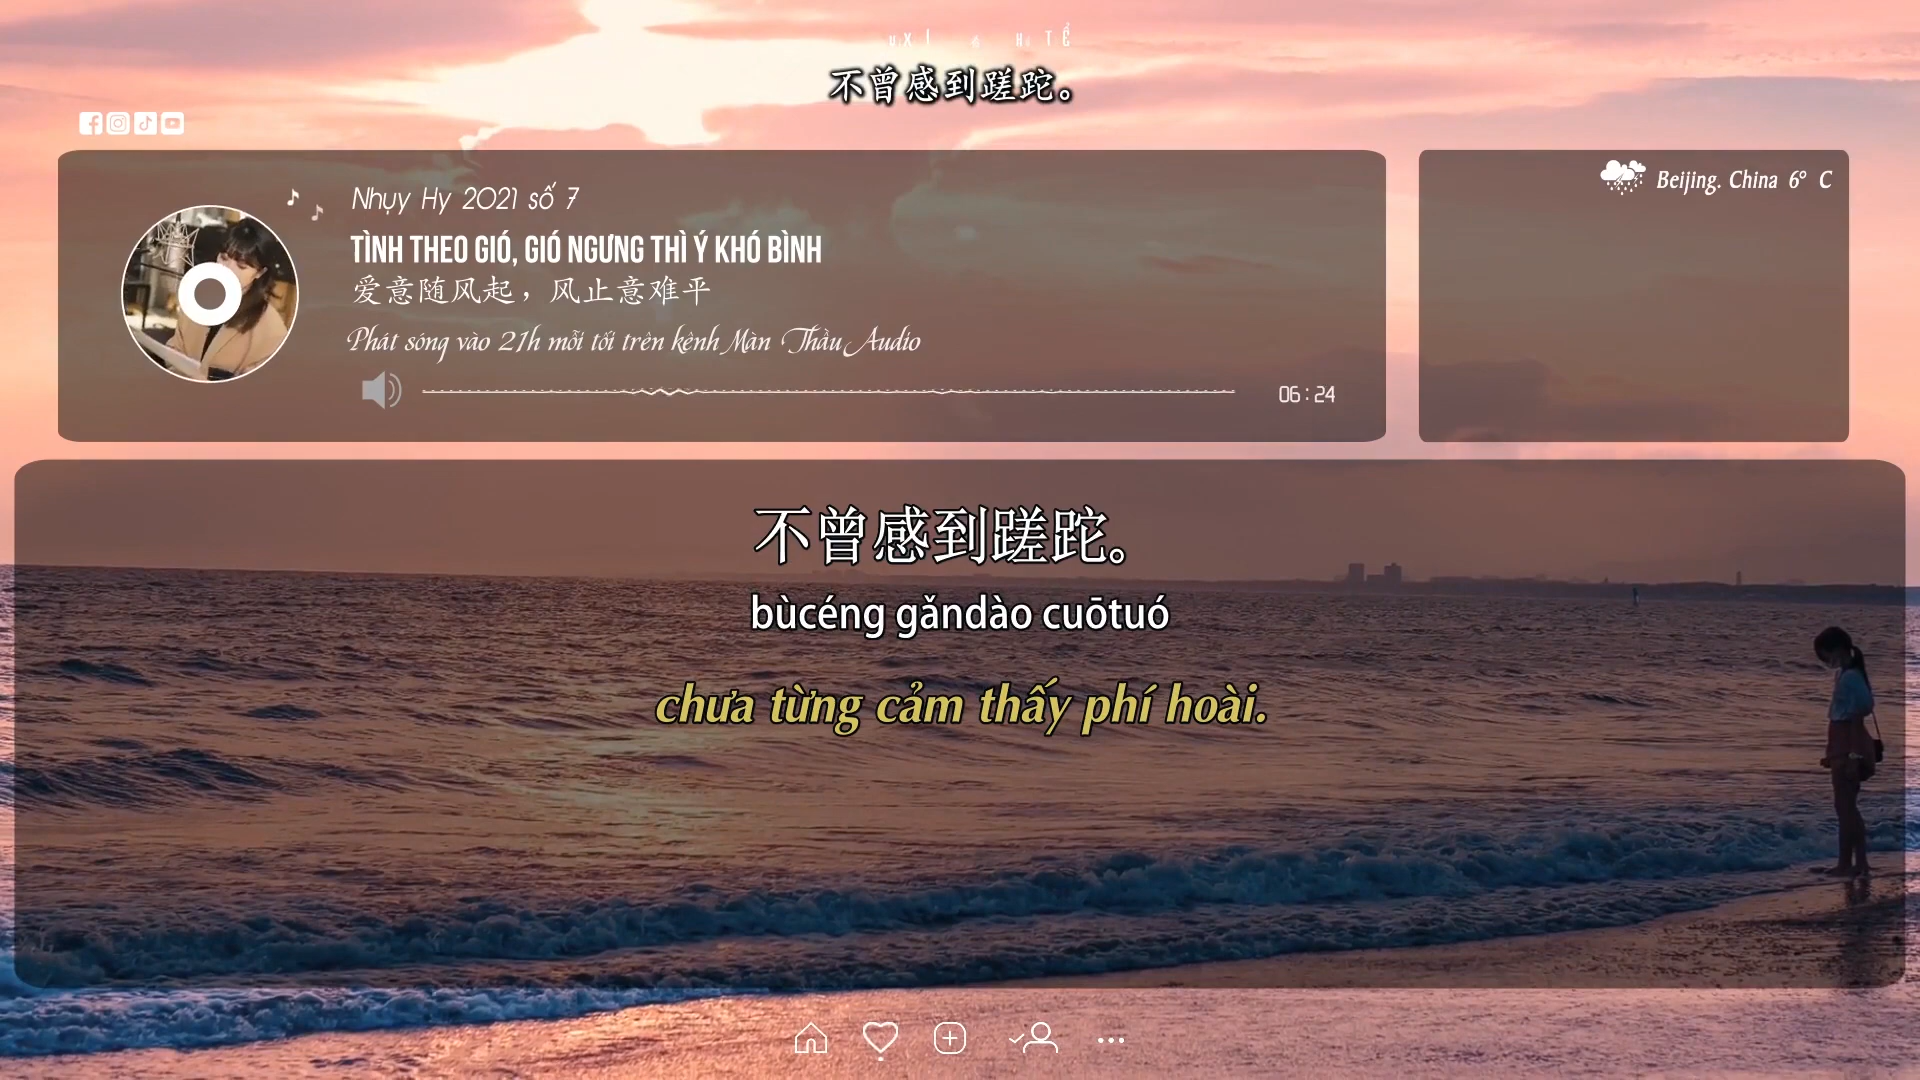 不曾感到蹉跎。
Nhụy Hy 2021 số 7
Beijing. China 6° C
TÌNH THEO GIÓ, GIÓ NGƯNG THÌ Ý KHÓ BÌNH
爱意随风起，风止意难平
Phát sóng vào 21h mỗi tối trên kênh Màn Thầu Audio
06 : 24
不曾感到蹉跎。
bùcéng gǎndào cuōtuó
chưa từng cảm thấy phí hoài.